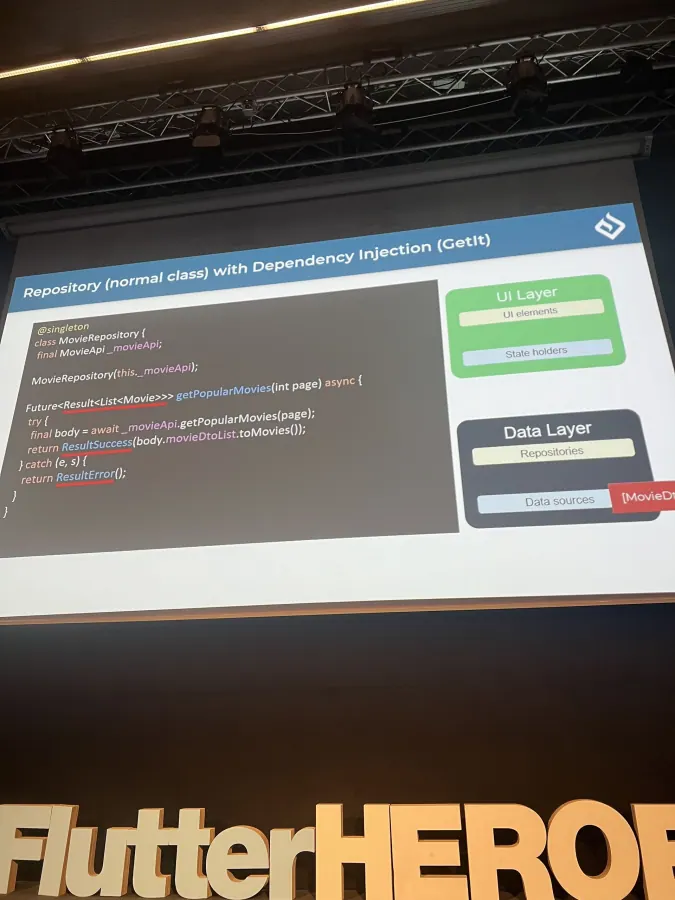 Repository (normal class) with Dependency Injection (GetIt)
@singleton
class MovieRepository {
final MovieApi _movieApi;
MovieRepository(this._movieApi);
Future<Result<List<Movie>>> getPopularMovies(int page) async {
try {
final body = await _movieApi.getPopularMovies(page);
return ResultSuccess(body.movieDtoList.toMovies());
} catch (e, s) {
return ResultError();
}
}
UI Layer
UI elements
State holders
Data Layer
Repositories
Data sources
[MovieDt
FlutterHEROE